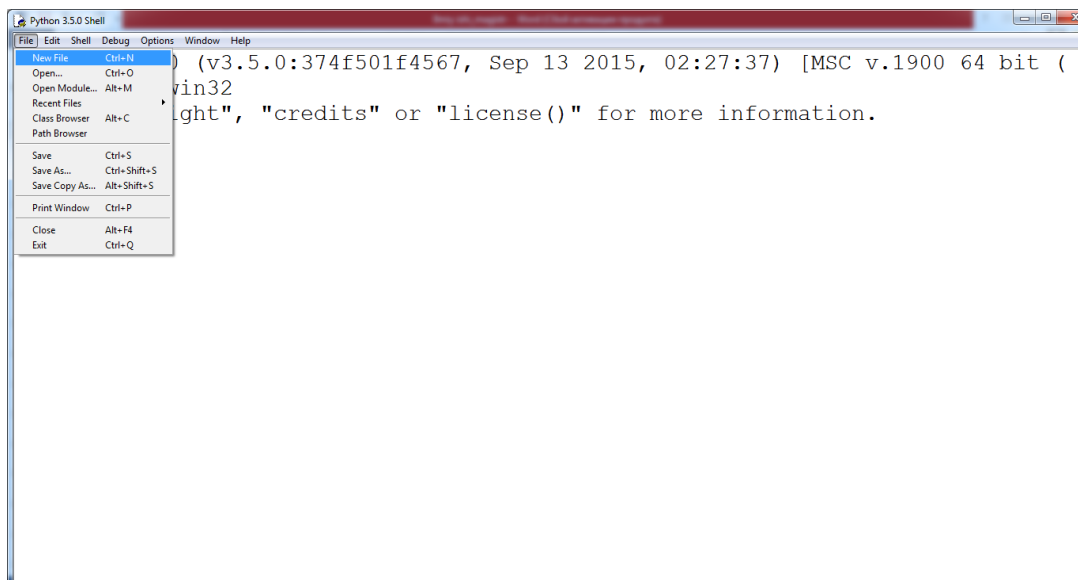 Python 3.5.0 Shell
File Edit Shell Debug Options Window Help
New File Ctrl+N
Open... Ctrl+O
Open Module... Alt+M
Recent Files
Class Browser Alt+C
Path Browser
Save Ctrl+S
Save As... Ctrl+Shift+S
Save Copy As... Alt+Shift+S
Print Window Ctrl+P
Close Alt+F4
Exit Ctrl+Q
) (v3.5.0:374f501f4567, Sep 13 2015, 02:27:37) [MSC v.1900 64 bit (
win32
ight", "credits" or "license()" for more information.